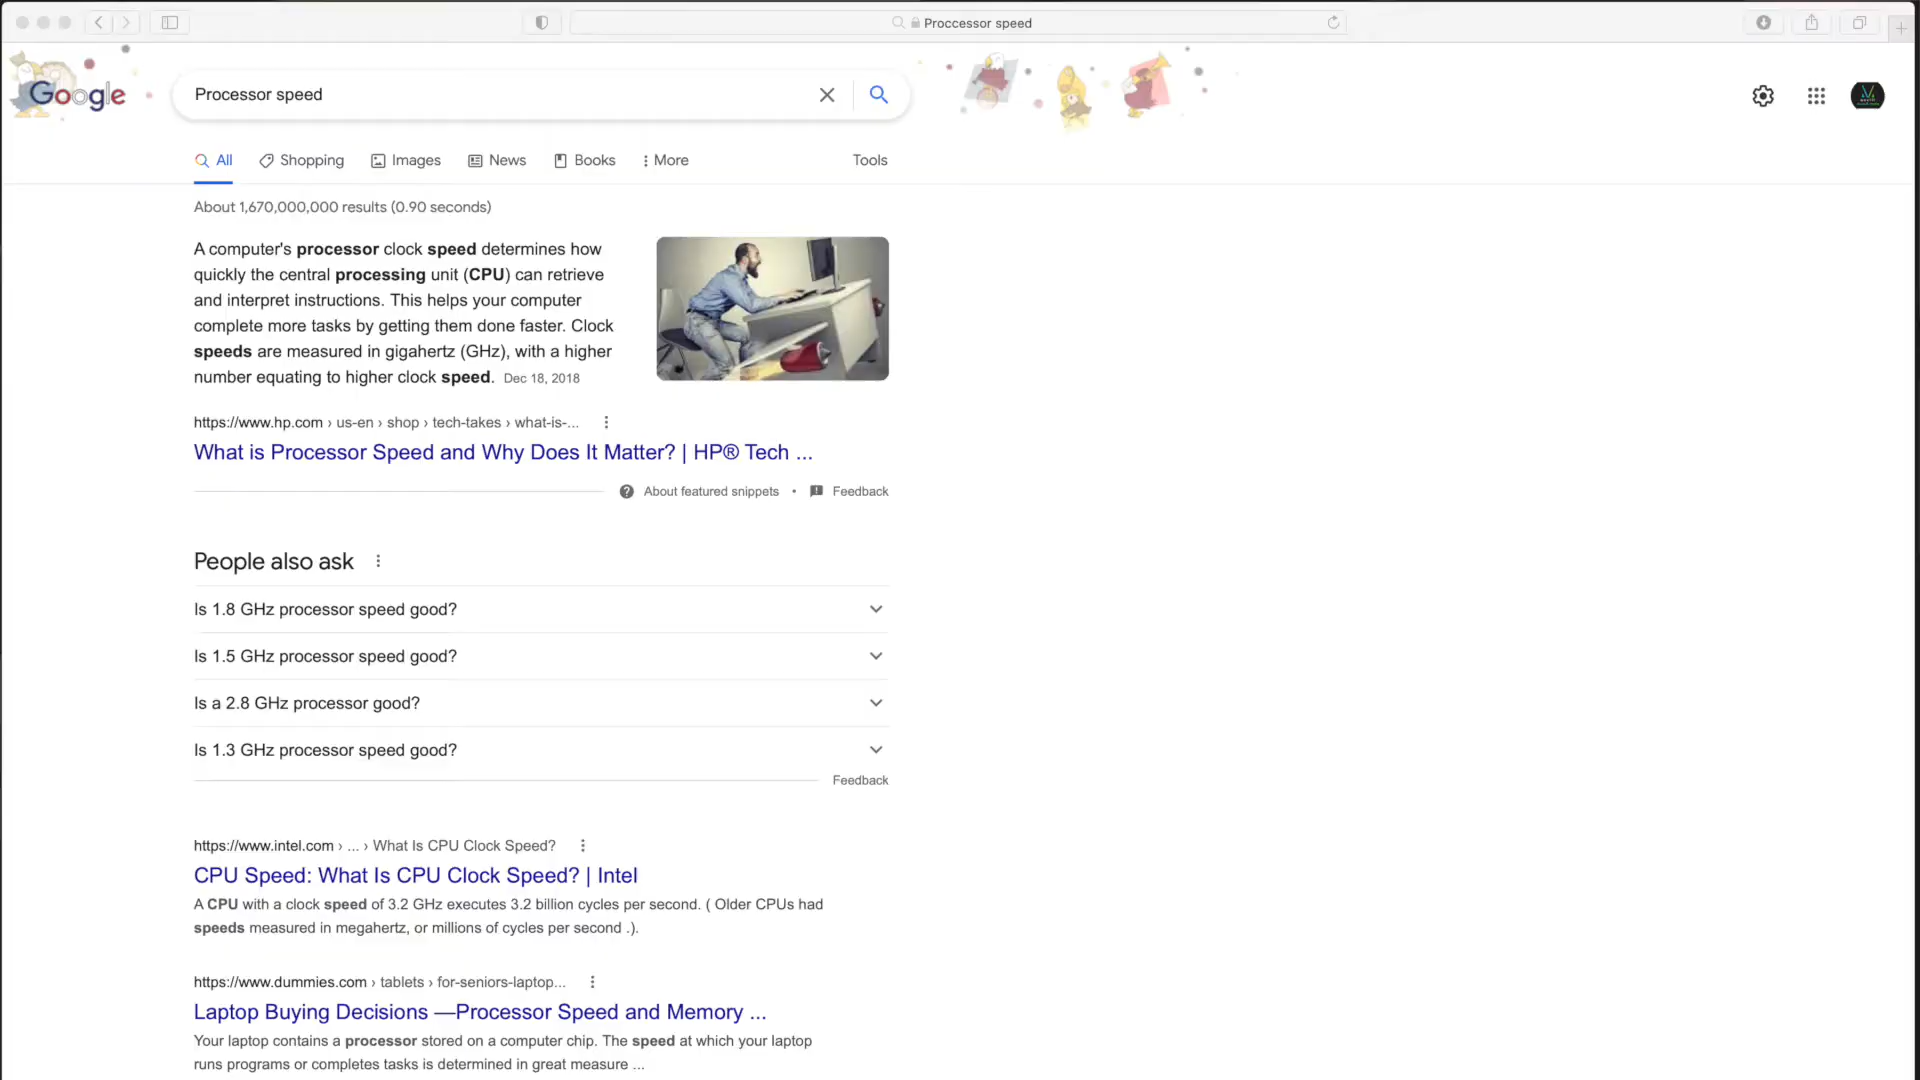 Proccessor speed
Google
Processor speed
All
Shopping
Images
News
Books
More
Tools
About 1,670,000,000 results (0.90 seconds)
A computer's processor clock speed determines how
quickly the central processing unit (CPU) can retrieve
and interpret instructions. This helps your computer
complete more tasks by getting them done faster. Clock
speeds are measured in gigahertz (GHz), with a higher
number equating to higher clock speed. Dec 18, 2018
https://www.hp.com › us-en › shop › tech-takes › what-is-...
What is Processor Speed and Why Does It Matter? | HP® Tech ...
About featured snippets • Feedback
People also ask
Is 1.8 GHz processor speed good?
Is 1.5 GHz processor speed good?
Is a 2.8 GHz processor good?
Is 1.3 GHz processor speed good?
Feedback
https://www.intel.com › ... › What Is CPU Clock Speed?
CPU Speed: What Is CPU Clock Speed? | Intel
A CPU with a clock speed of 3.2 GHz executes 3.2 billion cycles per second. ( Older CPUs had
speeds measured in megahertz, or millions of cycles per second .).
https://www.dummies.com › tablets › for-seniors-laptop...
Laptop Buying Decisions —Processor Speed and Memory ...
Your laptop contains a processor stored on a computer chip. The speed at which your laptop
runs programs or completes tasks is determined in great measure ...